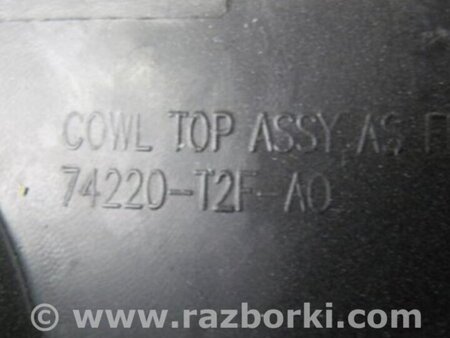 COWL TOP ASSY, AS
74220-T2F-A0
© www.razborki.com